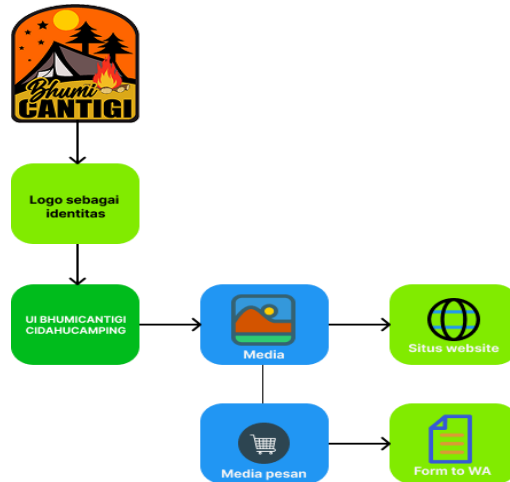 Bhumi
CANTIGI
Logo sebagai
identitas
UI BHUMICANTIGI
CIDAHUCAMPING
Media
Situs website
Media pesan
Form to WA